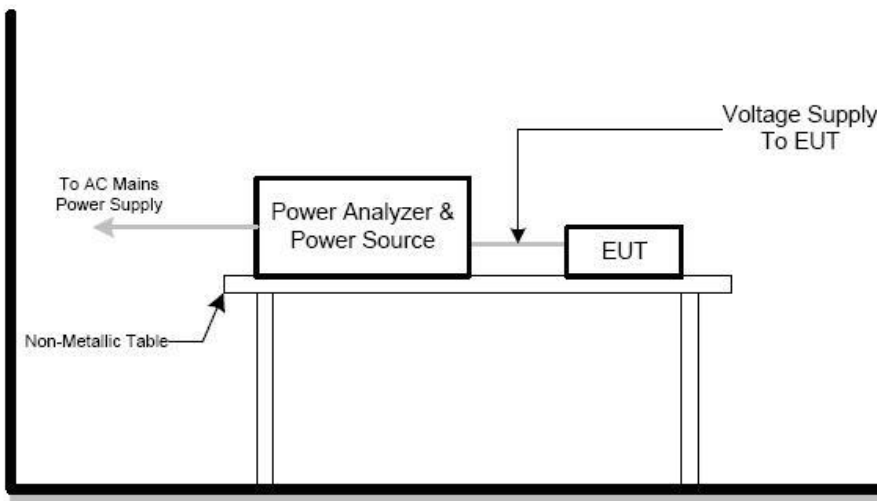 Voltage Supply
To EUT
To AC Mains
Power Supply
Power Analyzer &
Power Source
EUT
Non-Metallic Table